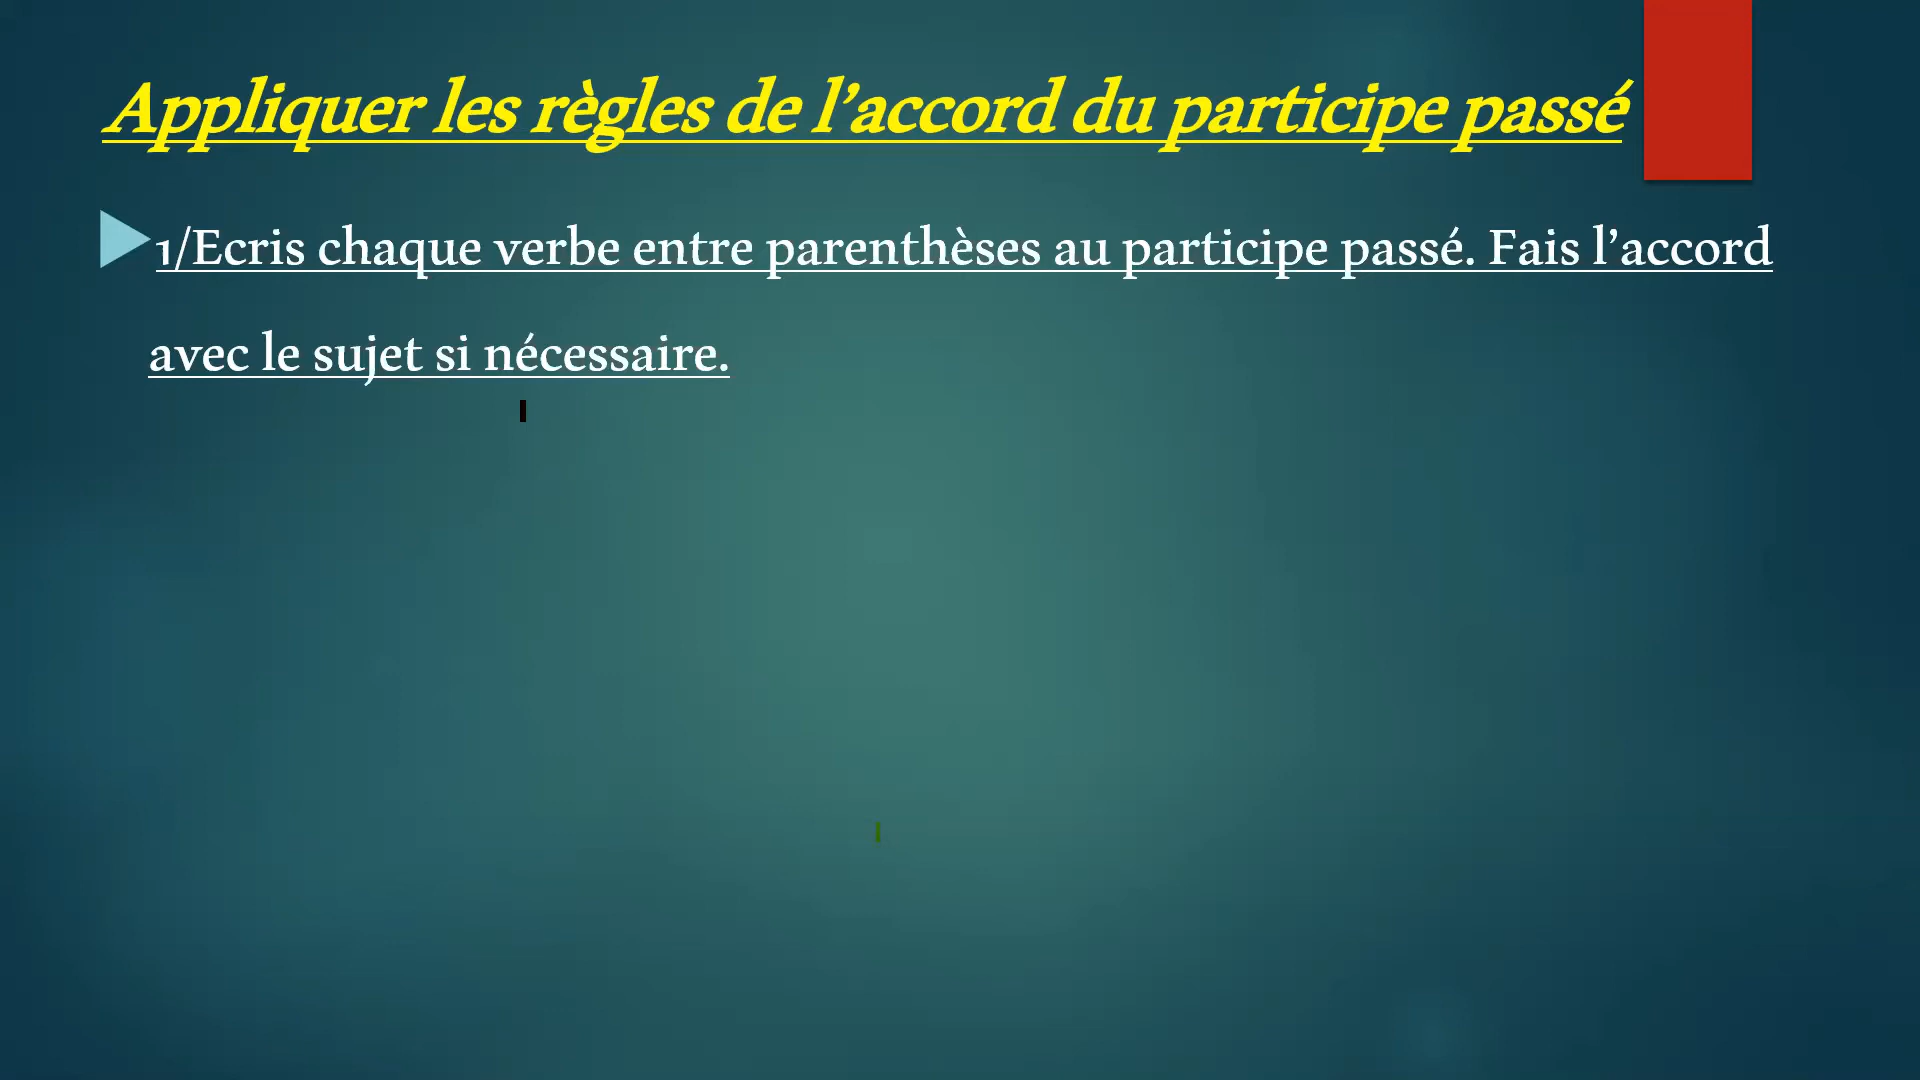 Appliquer les règles de l’accord du participe passé
1/Ecris chaque verbe entre parenthèses au participe passé. Fais l’accord
avec le sujet si nécessaire.